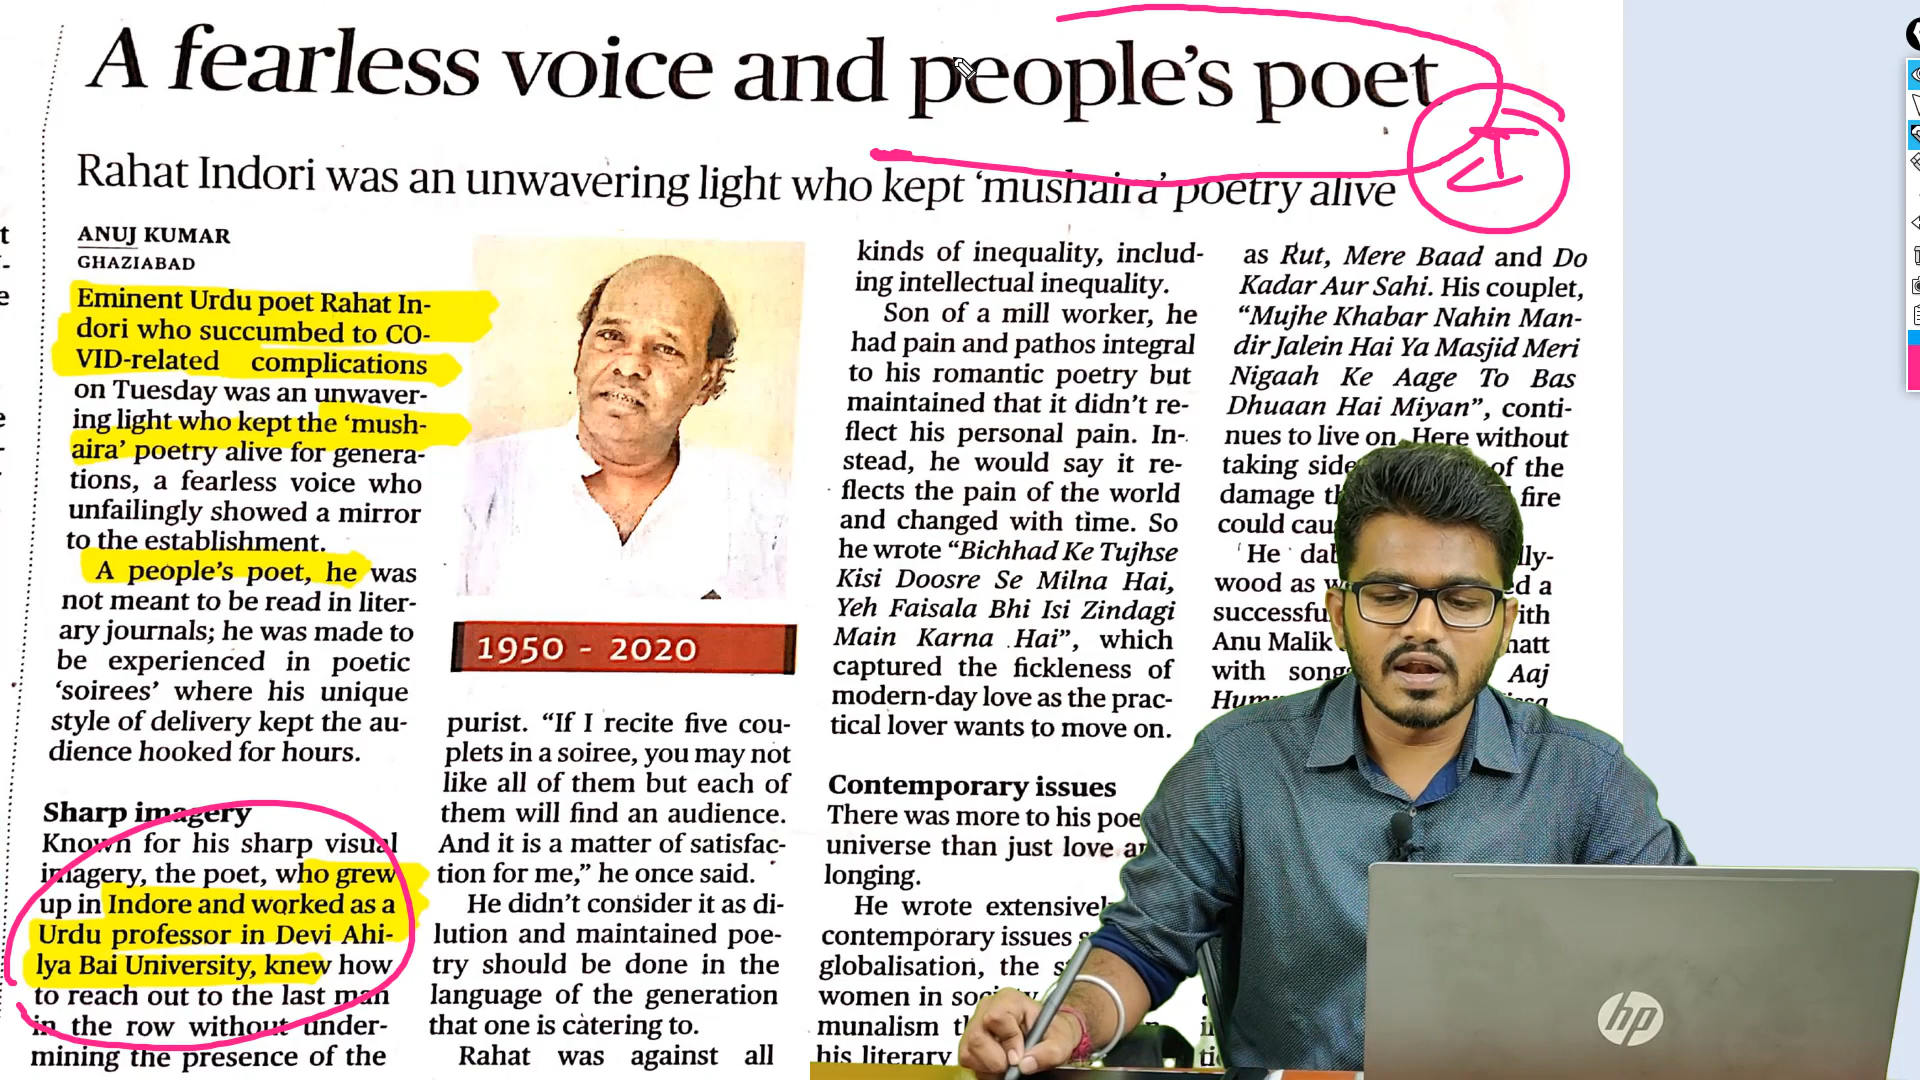 A fearless voice and people's poet
Rahat Indori was an unwavering light who kept 'mushaira' poetry alive
ANUJ KUMAR
GHAZIABAD
Eminent Urdu poet Rahat In-
dori who succumbed to CO-
VID-related complications
on Tuesday was an unwaver-
ing light who kept the 'mush-
aira' poetry alive for genera-
tions, a fearless voice who
unfailingly showed a mirror
to the establishment.
A people's poet, he was
not meant to be read in liter-
ary journals; he was made to
be experienced in poetic
'soirees' where his unique
style of delivery kept the au-
dience hooked for hours.
Sharp imagery
Known for his sharp visual
imagery, the poet, who grew
up in Indore and worked as a
Urdu professor in Devi Ahi-
lya Bai University, knew how
to reach out to the last man
in the row without under-
mining the presence of the
1950 - 2020
purist. "If I recite five cou-
plets in a soiree, you may not
like all of them but each of
them will find an audience.
And it is a matter of satisfac-
tion for me," he once said.
He didn't consider it as di-
lution and maintained poe-
try should be done in the
language of the generation
that one is catering to.
Rahat was against all
kinds of inequality, includ-
ing intellectual inequality.
Son of a mill worker, he
had pain and pathos integral
to his romantic poetry but
maintained that it didn't re-
flect his personal pain. In-
stead, he would say it re-
flects the pain of the world
and changed with time. So
he wrote "Bichhad Ke Tujhse
Kisi Doosre Se Milna Hai,
Yeh Faisala Bhi Isi Zindagi
Main Karna Hai", which
captured the fickleness of
modern-day love as the prac-
tical lover wants to move on.
Contemporary issues
There was more to his poe
universe than just love
longing.
He wrote extensivel
contemporary issues
globalisation, the
women in soc
munalism
his literary
as Rut, Mere Baad and Do
Kadar Aur Sahi. His couplet,
"Mujhe Khabar Nahin Man-
dir Jalein Hai Ya Masjid Meri
Nigaah Ke Aage To Bas
Dhuaan Hai Miyan", conti-
nues to live on. Here without
taking side of the
damage fire
could cau
He lly-
wood as
successfu ith
Anu Malik hatt
with song Aaj
Hum
hp